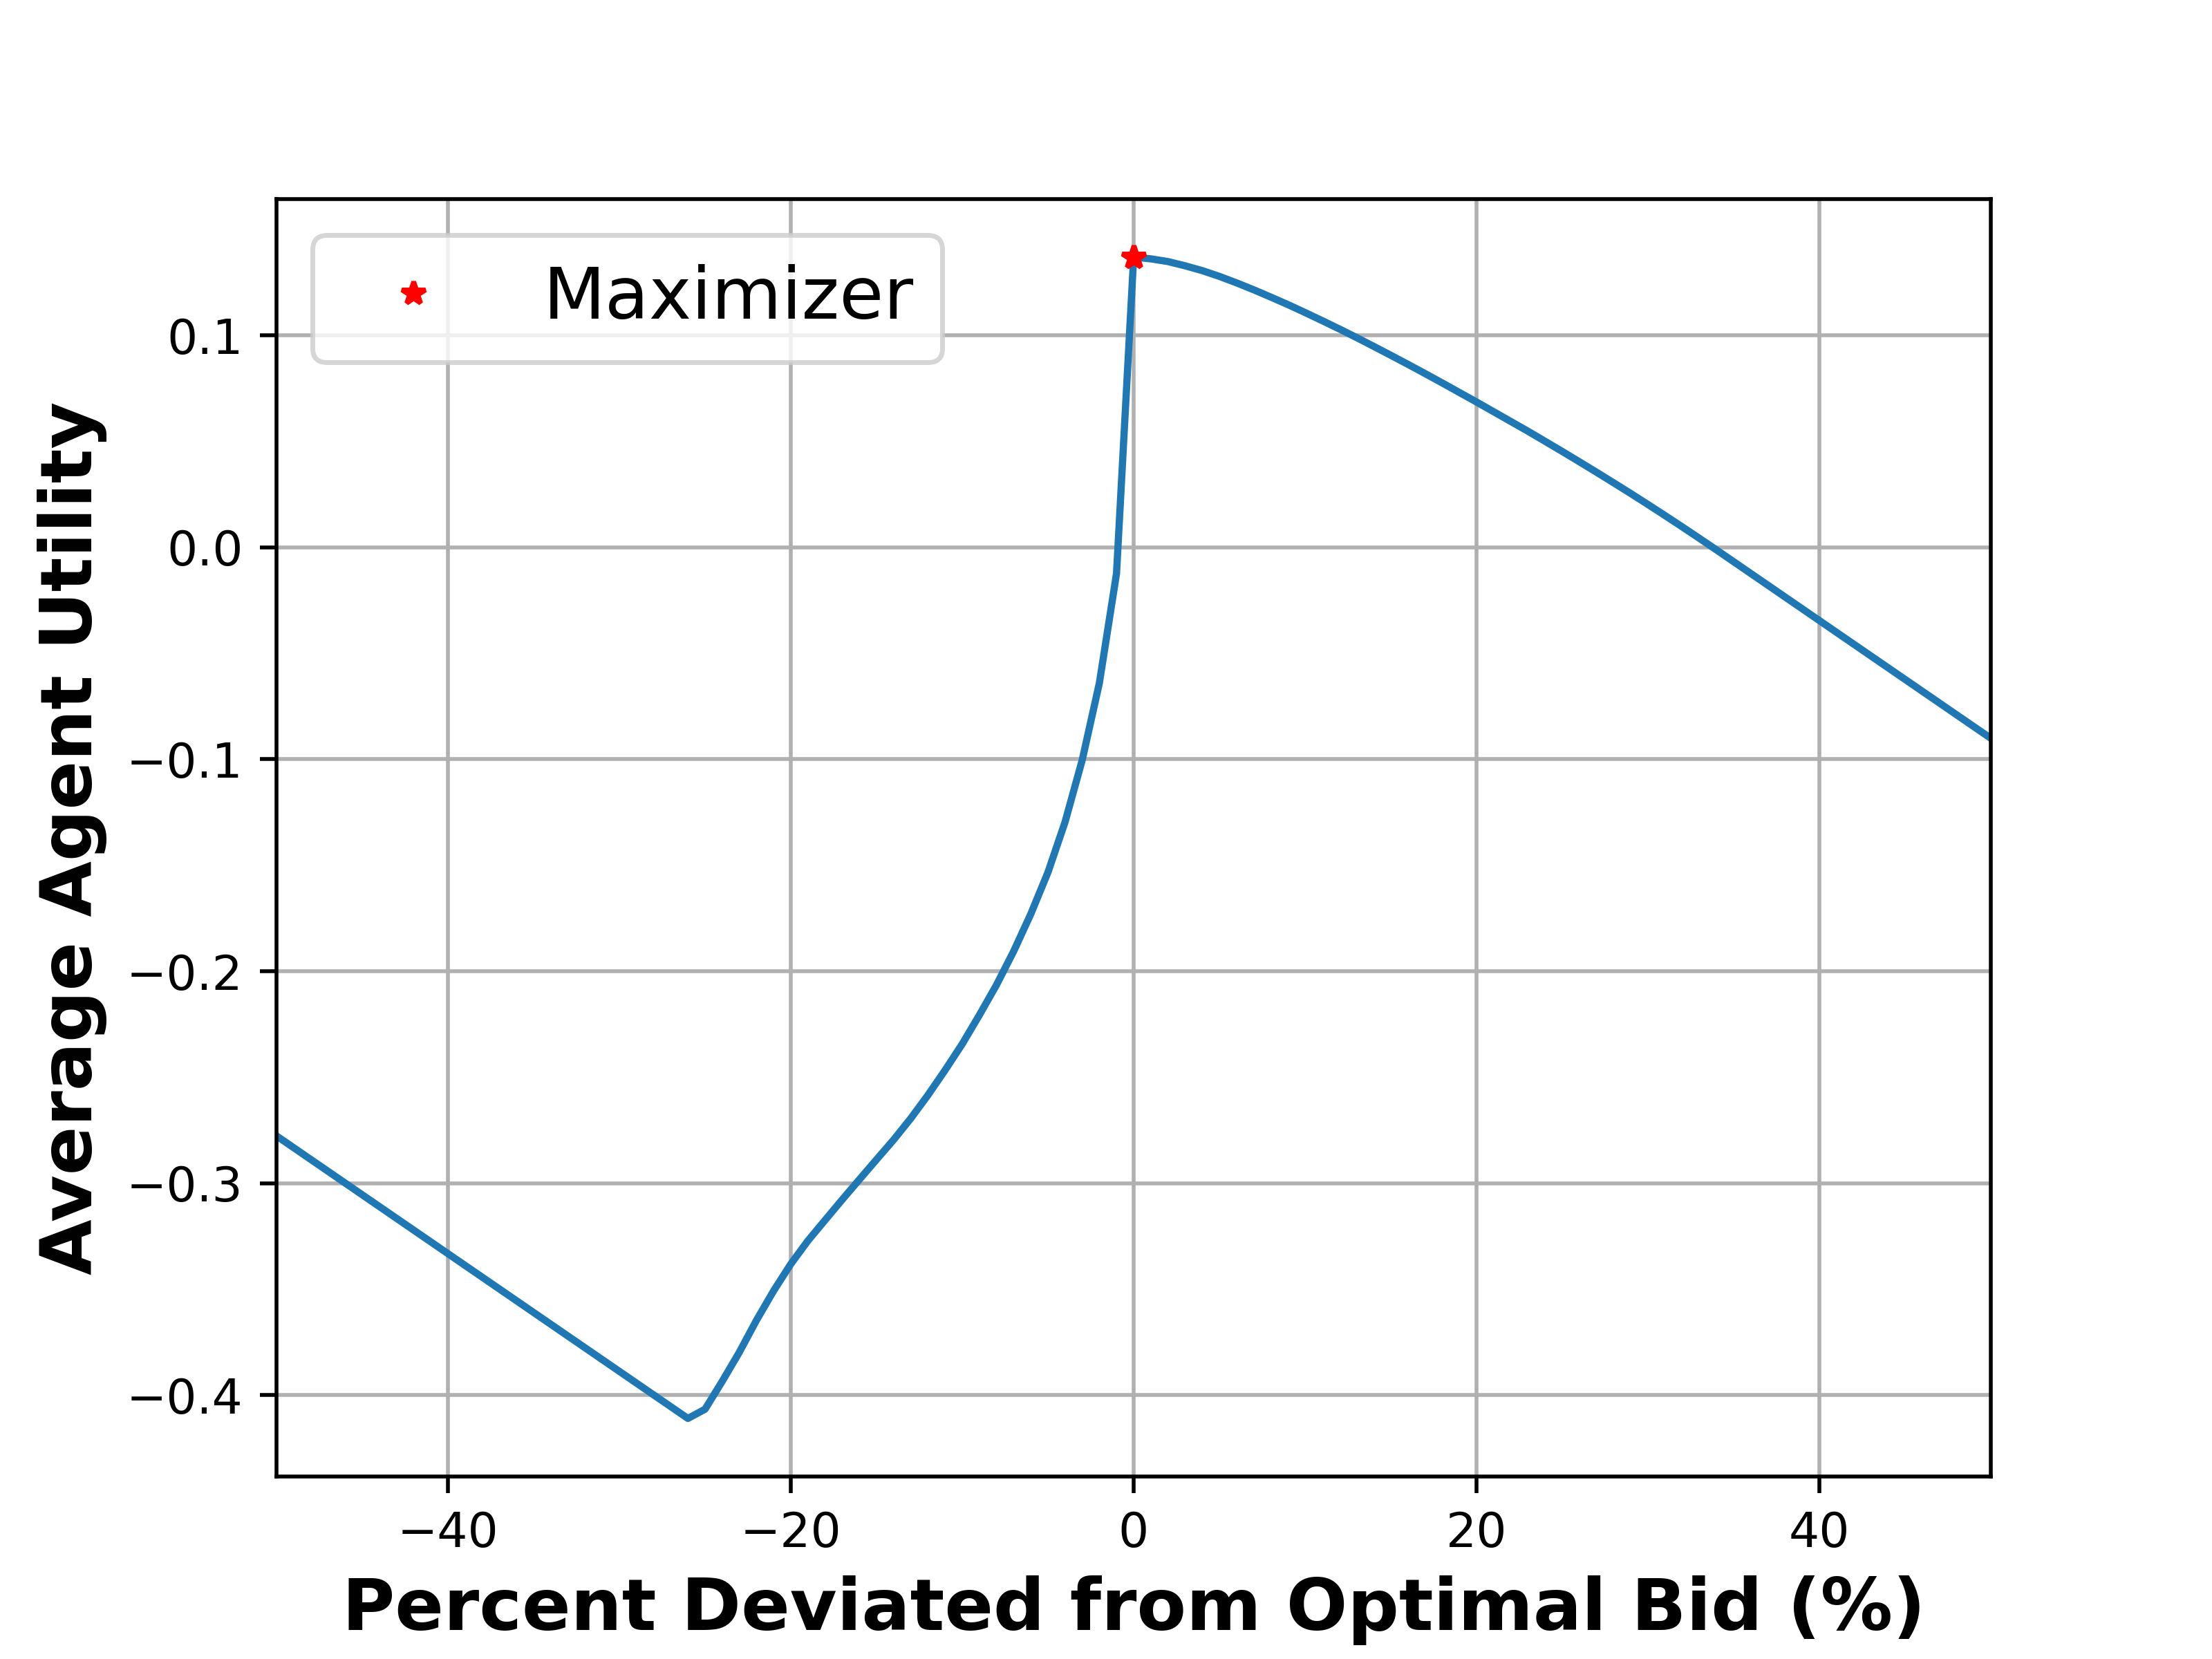 Maximizer
0.1
0.0
−0.1
−0.2
−0.3
−0.4
Average Agent Utility
−40 −20 0 20 40
Percent Deviated from Optimal Bid (%)